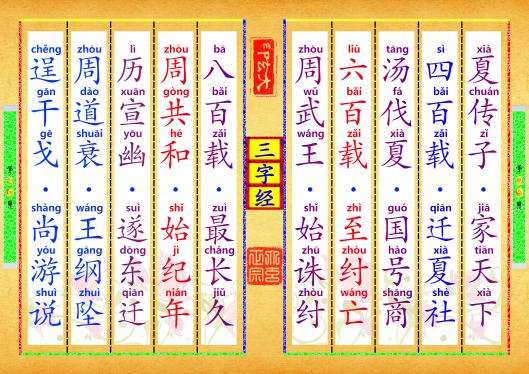 xià chuán zǐ jiā tiān xià
夏传子·家天下
sì bǎi zǎi qiān xià shè
四百载·迁夏社
tāng fá xià guó hào shāng
汤伐夏·国号商
liù bǎi zǎi zhì zhòu wáng
六百载·至纣亡
zhōu wǔ wáng shǐ zhū zhòu
周武王·始诛纣
三字经
bā bǎi zǎi zuì cháng jiǔ
八百载·最长久
zhōu gòng hé shǐ jì nián
周共和·始纪年
lì xuān yōu suì dōng qiān
历宣幽·遂东迁
zhōu dào shuāi wáng gāng zhuì
周道衰·王纲坠
chěng gān gē shàng yóu shuì
逞干戈·尚游说